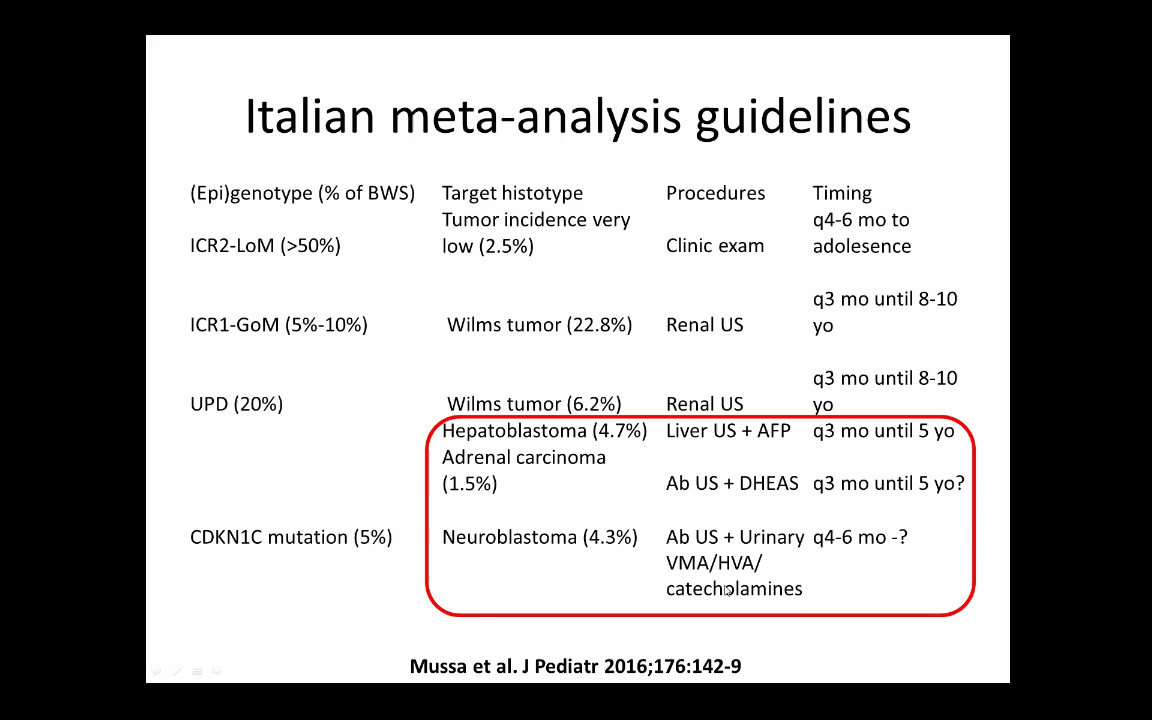 Italian meta-analysis guidelines
(Epi)genotype (% of BWS) Target histotype Procedures Timing
Tumor incidence very q4-6 mo to
ICR2-LoM (>50%) low (2.5%) Clinic exam adolesence
q3 mo until 8-10
ICR1-GoM (5%-10%) Wilms tumor (22.8%) Renal US yo
q3 mo until 8-10
UPD (20%) Wilms tumor (6.2%) Renal US yo
Hepatoblastoma (4.7%) Liver US + AFP q3 mo until 5 yo
Adrenal carcinoma
(1.5%) Ab US + DHEAS q3 mo until 5 yo?
CDKN1C mutation (5%) Neuroblastoma (4.3%) Ab US + Urinary q4-6 mo -?
VMA/HVA/
catecholamines
Mussa et al. J Pediatr 2016;176:142-9